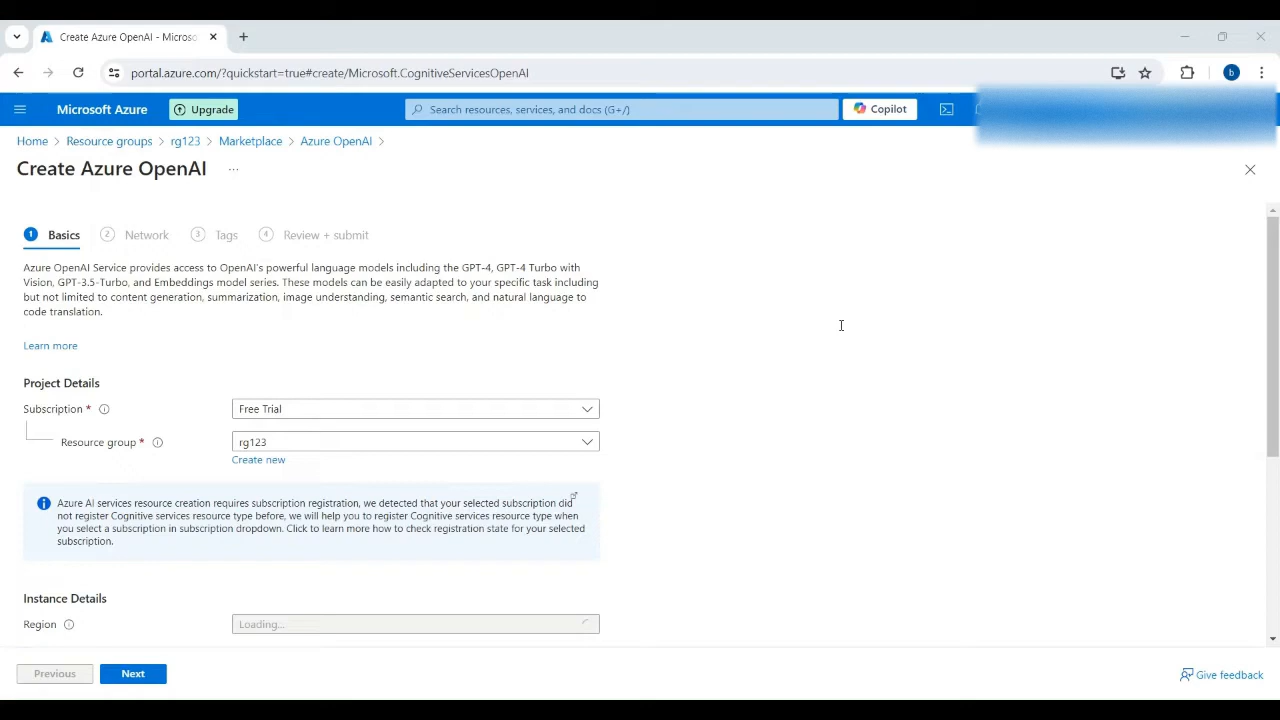 Create Azure OpenAI - Microso
portal.azure.com/?quickstart=true#create/Microsoft.CognitiveServicesOpenAI
b
Microsoft Azure
Upgrade
Search resources, services, and docs (G+/)
Copilot
Home > Resource groups > rg123 > Marketplace > Azure OpenAI >
Create Azure OpenAI ...
1 Basics 2 Network 3 Tags 4 Review + submit
Azure OpenAI Service provides access to OpenAI's powerful language models including the GPT-4, GPT-4 Turbo with
Vision, GPT-3.5-Turbo, and Embeddings model series. These models can be easily adapted to your specific task including
but not limited to content generation, summarization, image understanding, semantic search, and natural language to
code translation.
Learn more
Project Details
Subscription * Free Trial
Resource group * rg123
Create new
Azure AI services resource creation requires subscription registration, we detected that your selected subscription did
not register Cognitive services resource type before, we will help you to register Cognitive services resource type when
you select a subscription in subscription dropdown. Click to learn more how to check registration state for your selected
subscription.
Instance Details
Region Loading...
Previous Next
Give feedback